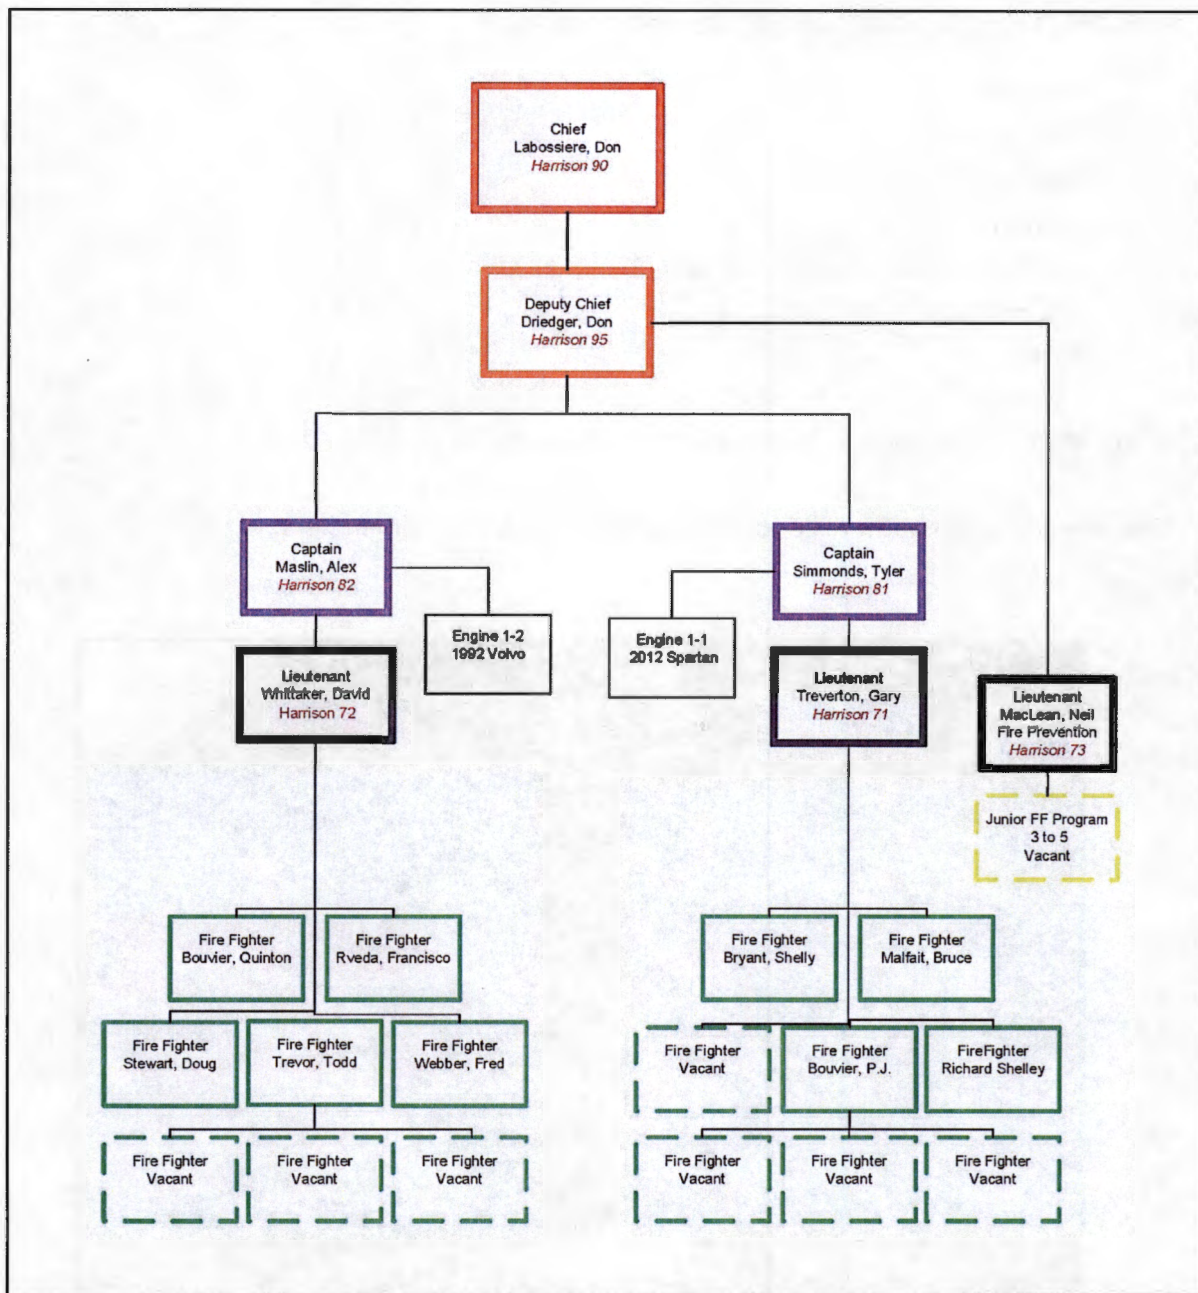 Chief
Labossiere, Don
Harrison 90
Deputy Chief
Driedger, Don
Harrison 95
Captain
Maslin, Alex
Harrison 82
Engine 1-2
1992 Volvo
Lieutenant
Whittaker, David
Harrison 72
Captain
Simmonds, Tyler
Harrison 81
Engine 1-1
2012 Spartan
Lieutenant
Treverton, Gary
Harrison 71
Lieutenant
MacLean, Neil
Fire Prevention
Harrison 73
Junior FF Program
3 to 5
Vacant
Fire Fighter
Bouvier, Quinton
Fire Fighter
Rveda, Francisco
Fire Fighter
Bryant, Shelly
Fire Fighter
Malfait, Bruce
Fire Fighter
Stewart, Doug
Fire Fighter
Trevor, Todd
Fire Fighter
Webber, Fred
Fire Fighter
Vacant
Fire Fighter
Bouvier, P.J.
FireFighter
Richard Shelley
Fire Fighter
Vacant
Fire Fighter
Vacant
Fire Fighter
Vacant
Fire Fighter
Vacant
Fire Fighter
Vacant
Fire Fighter
Vacant